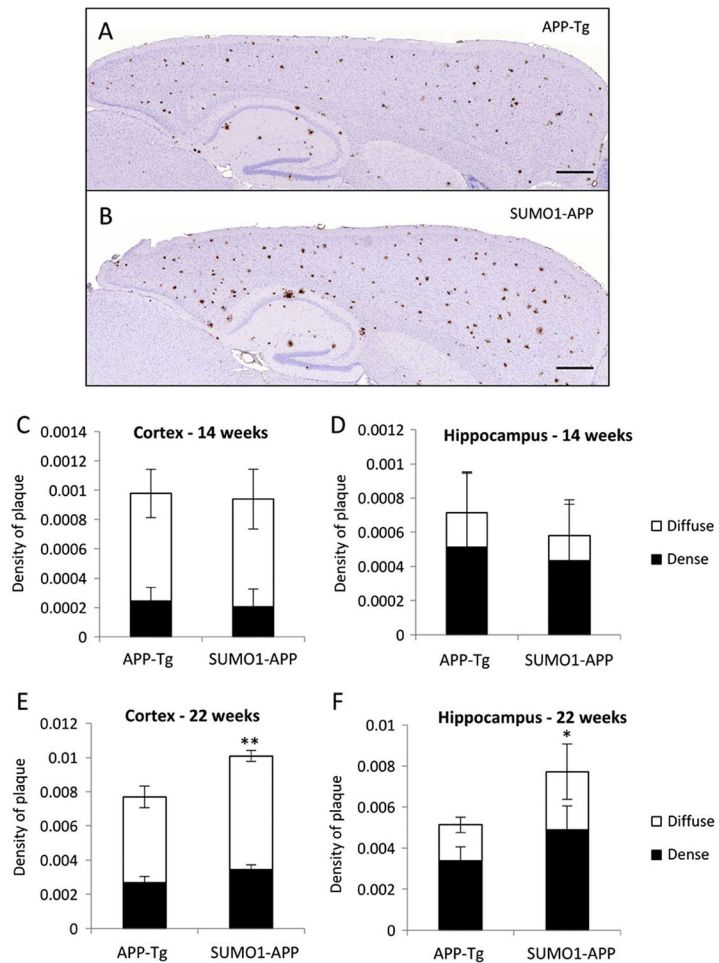 A
APP-Tg
B
SUMO1-APP
C
Cortex - 14 weeks
Density of plaque
0.0014
0.0012
0.001
0.0008
0.0006
0.0004
0.0002
0
APP-Tg
SUMO1-APP
D
Hippocampus - 14 weeks
Density of plaque
0.0012
0.001
0.0008
0.0006
0.0004
0.0002
0
APP-Tg
SUMO1-APP
Diffuse
Dense
E
Cortex - 22 weeks
Density of plaque
0.012
0.01
0.008
0.006
0.004
0.002
0
**
APP-Tg
SUMO1-APP
F
Hippocampus - 22 weeks
Density of plaque
0.01
0.008
0.006
0.004
0.002
0
*
APP-Tg
SUMO1-APP
Diffuse
Dense